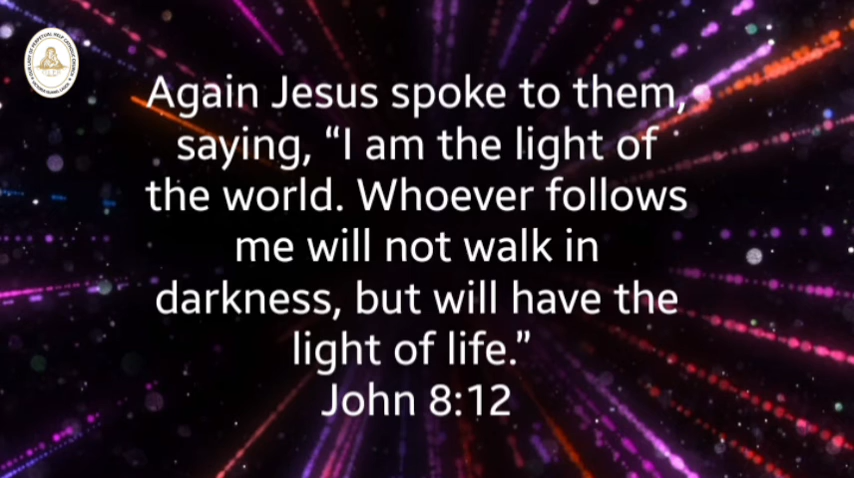 Again Jesus spoke to them,
saying, “I am the light of
the world. Whoever follows
me will not walk in
darkness, but will have the
light of life.”
John 8:12